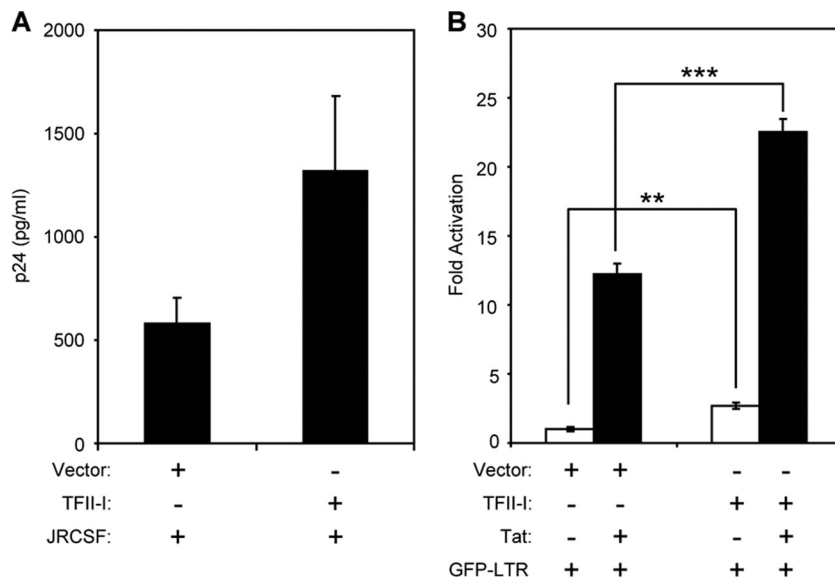 A
2000
1500
1000
500
0
p24 (pg/ml)
Vector: + -
TFII-I: - +
JRCSF: + +
B
30
25
20
15
10
5
0
Fold Activation
***
**
Vector: + + - -
TFII-I: - - + +
Tat: - + - +
GFP-LTR + + + +